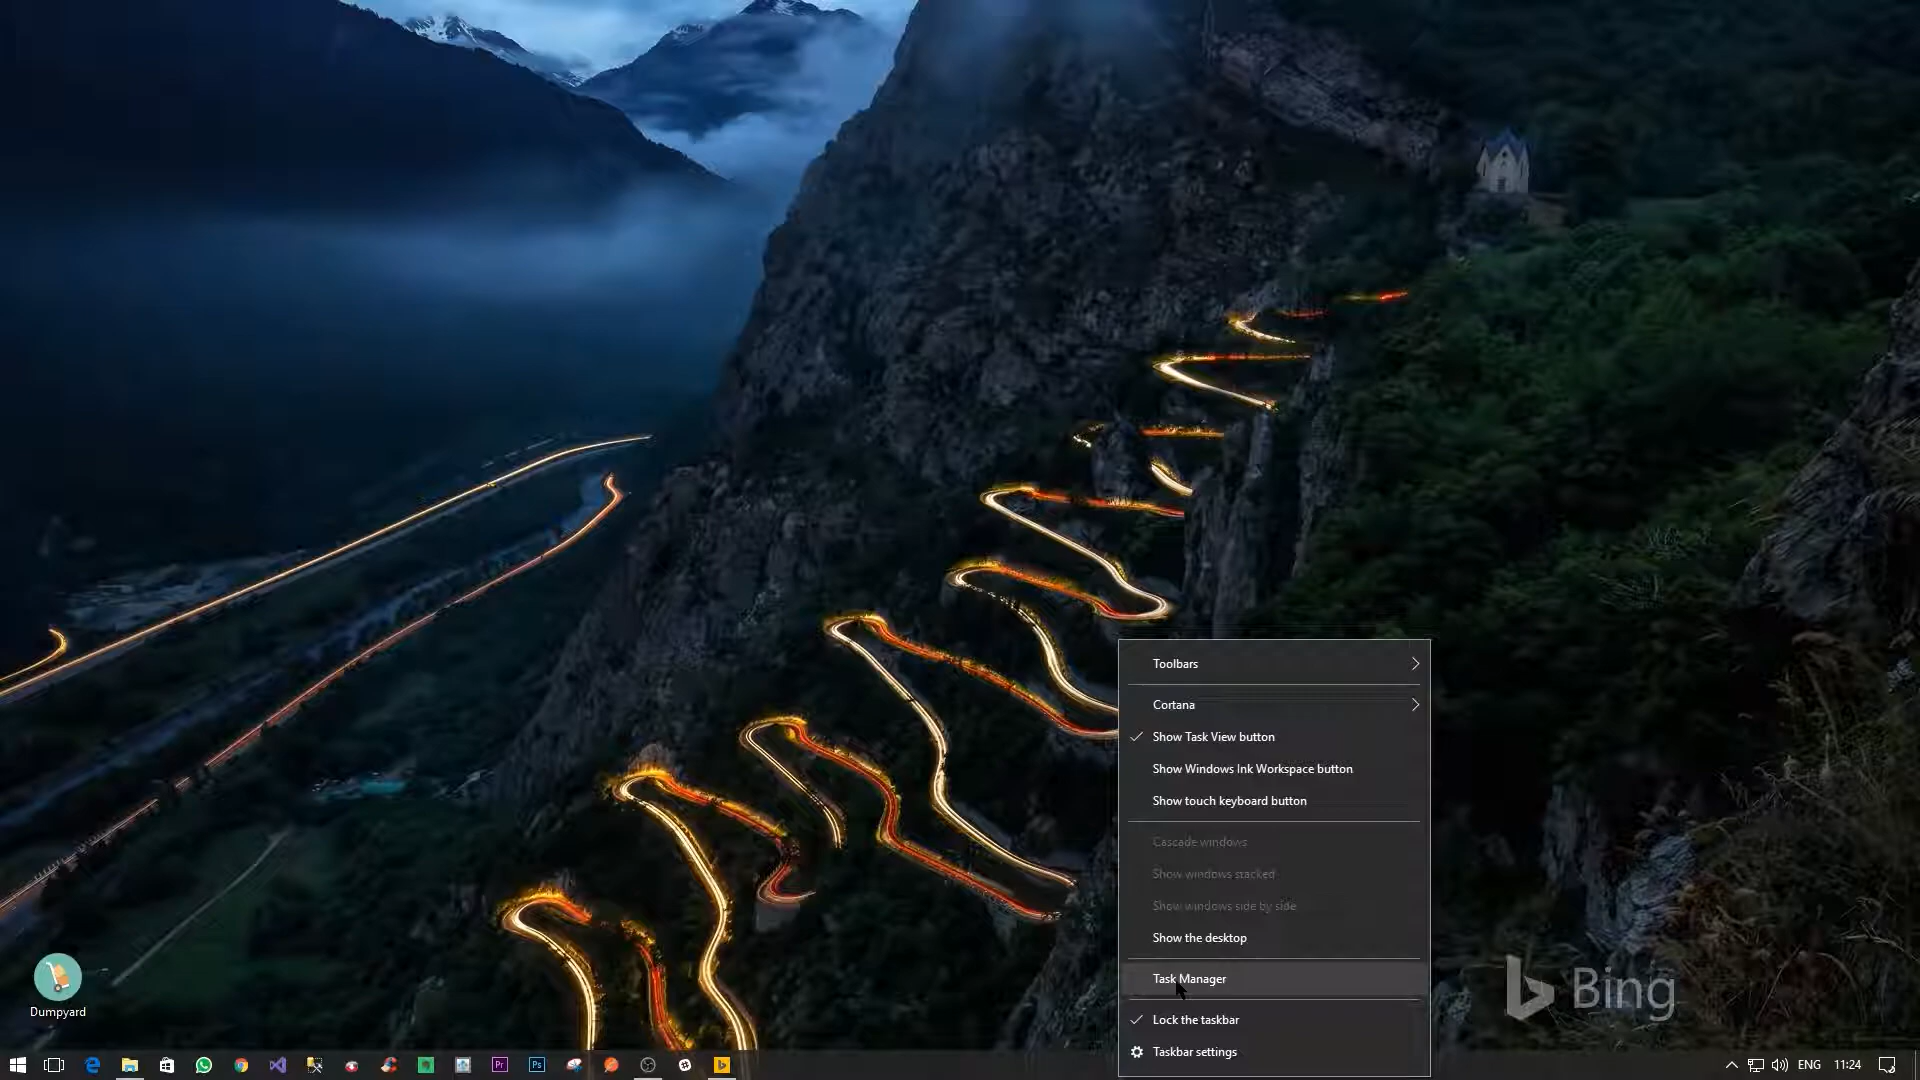 Toolbars
Cortana
Show Task View button
Show Windows Ink Workspace button
Show touch keyboard button
Cascade windows
Show windows stacked
Show windows side by side
Show the desktop
Task Manager
Lock the taskbar
Taskbar settings
Bing
Dumpyard
Pr
Ps
ENG
11:24